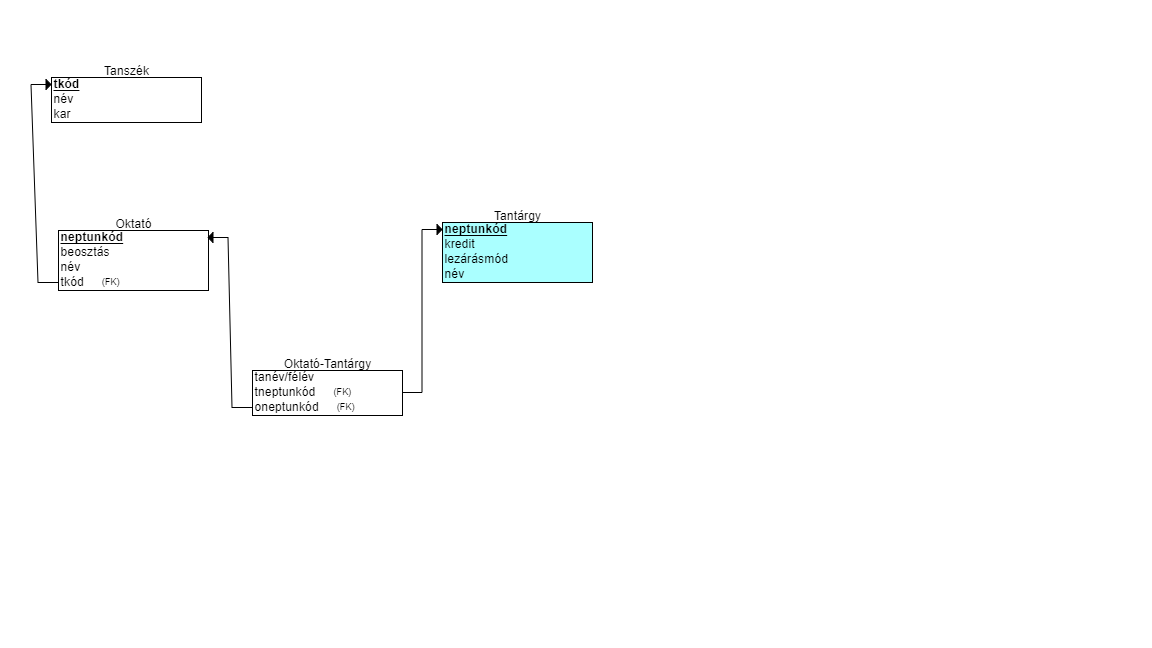 Tanszék
tkód
név
kar
Oktató
neptunkód
beosztás
név
tkód (FK)
Tantárgy
neptunkód
kredit
lezárásmód
név
Oktató-Tantárgy
tanév/félév
tneptunkód (FK)
oneptunkód (FK)